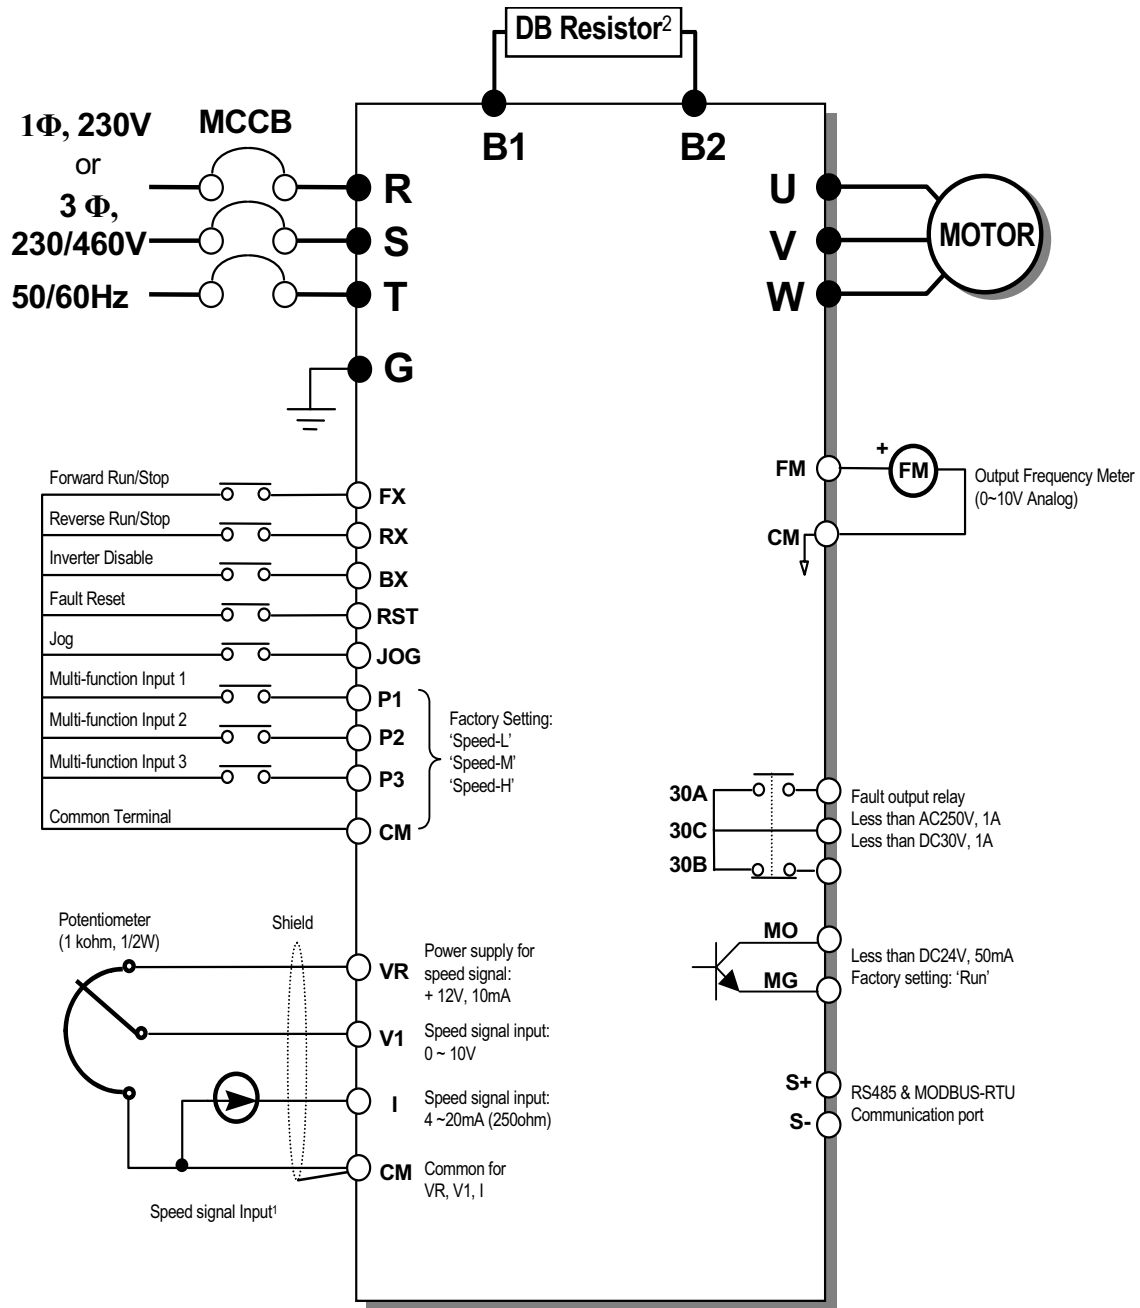 DB Resistor2
B1
B2
1Φ, 230V
or
3 Φ,
230/460V
50/60Hz
MCCB
R
S
T
G
U
V
W
MOTOR
Forward Run/Stop
FX
Reverse Run/Stop
RX
Inverter Disable
BX
Fault Reset
RST
Jog
JOG
Multi-function Input 1
P1
Multi-function Input 2
P2
Multi-function Input 3
P3
Common Terminal
CM
Factory Setting:
‘Speed-L’
‘Speed-M’
‘Speed-H’
FM
+
FM
CM
Output Frequency Meter
(0~10V Analog)
30A
30C
30B
Fault output relay
Less than AC250V, 1A
Less than DC30V, 1A
MO
MG
Less than DC24V, 50mA
Factory setting: ‘Run’
S+
S-
RS485 & MODBUS-RTU
Communication port
Potentiometer
(1 kohm, 1/2W)
Shield
VR
Power supply for
speed signal:
+ 12V, 10mA
V1
Speed signal input:
0 ~ 10V
I
Speed signal input:
4 ~20mA (250ohm)
CM
Common for
VR, V1, I
Speed signal Input1